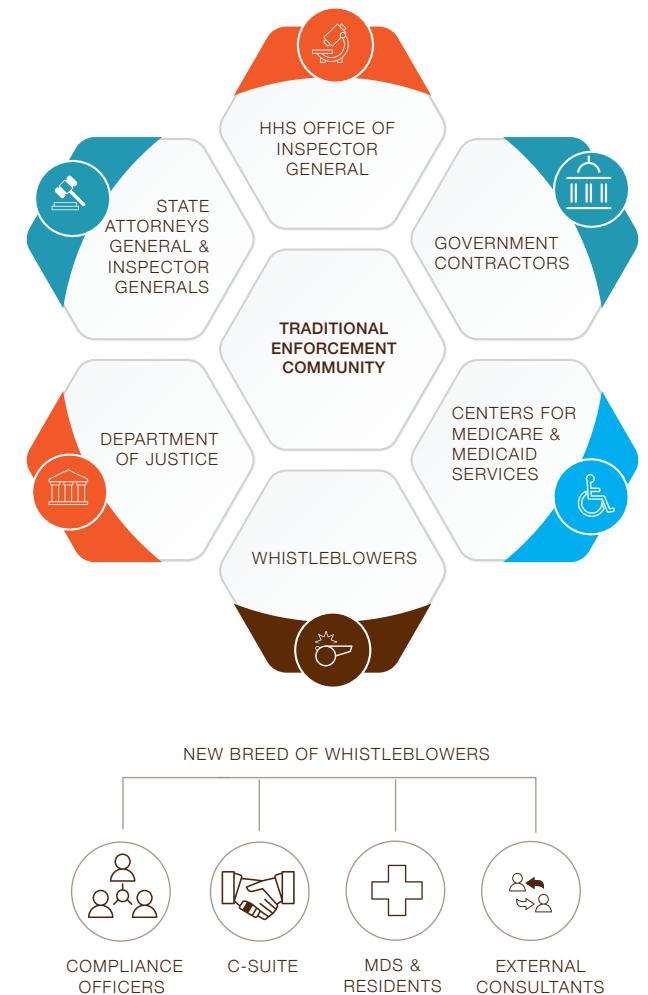 HHS OFFICE OF
INSPECTOR
GENERAL
STATE
ATTORNEYS
GENERAL &
INSPECTOR
GENERALS
GOVERNMENT
CONTRACTORS
TRADITIONAL
ENFORCEMENT
COMMUNITY
DEPARTMENT
OF JUSTICE
CENTERS FOR
MEDICARE &
MEDICAID
SERVICES
WHISTLEBLOWERS
NEW BREED OF WHISTLEBLOWERS
COMPLIANCE
OFFICERS
C-SUITE
MDS &
RESIDENTS
EXTERNAL
CONSULTANTS